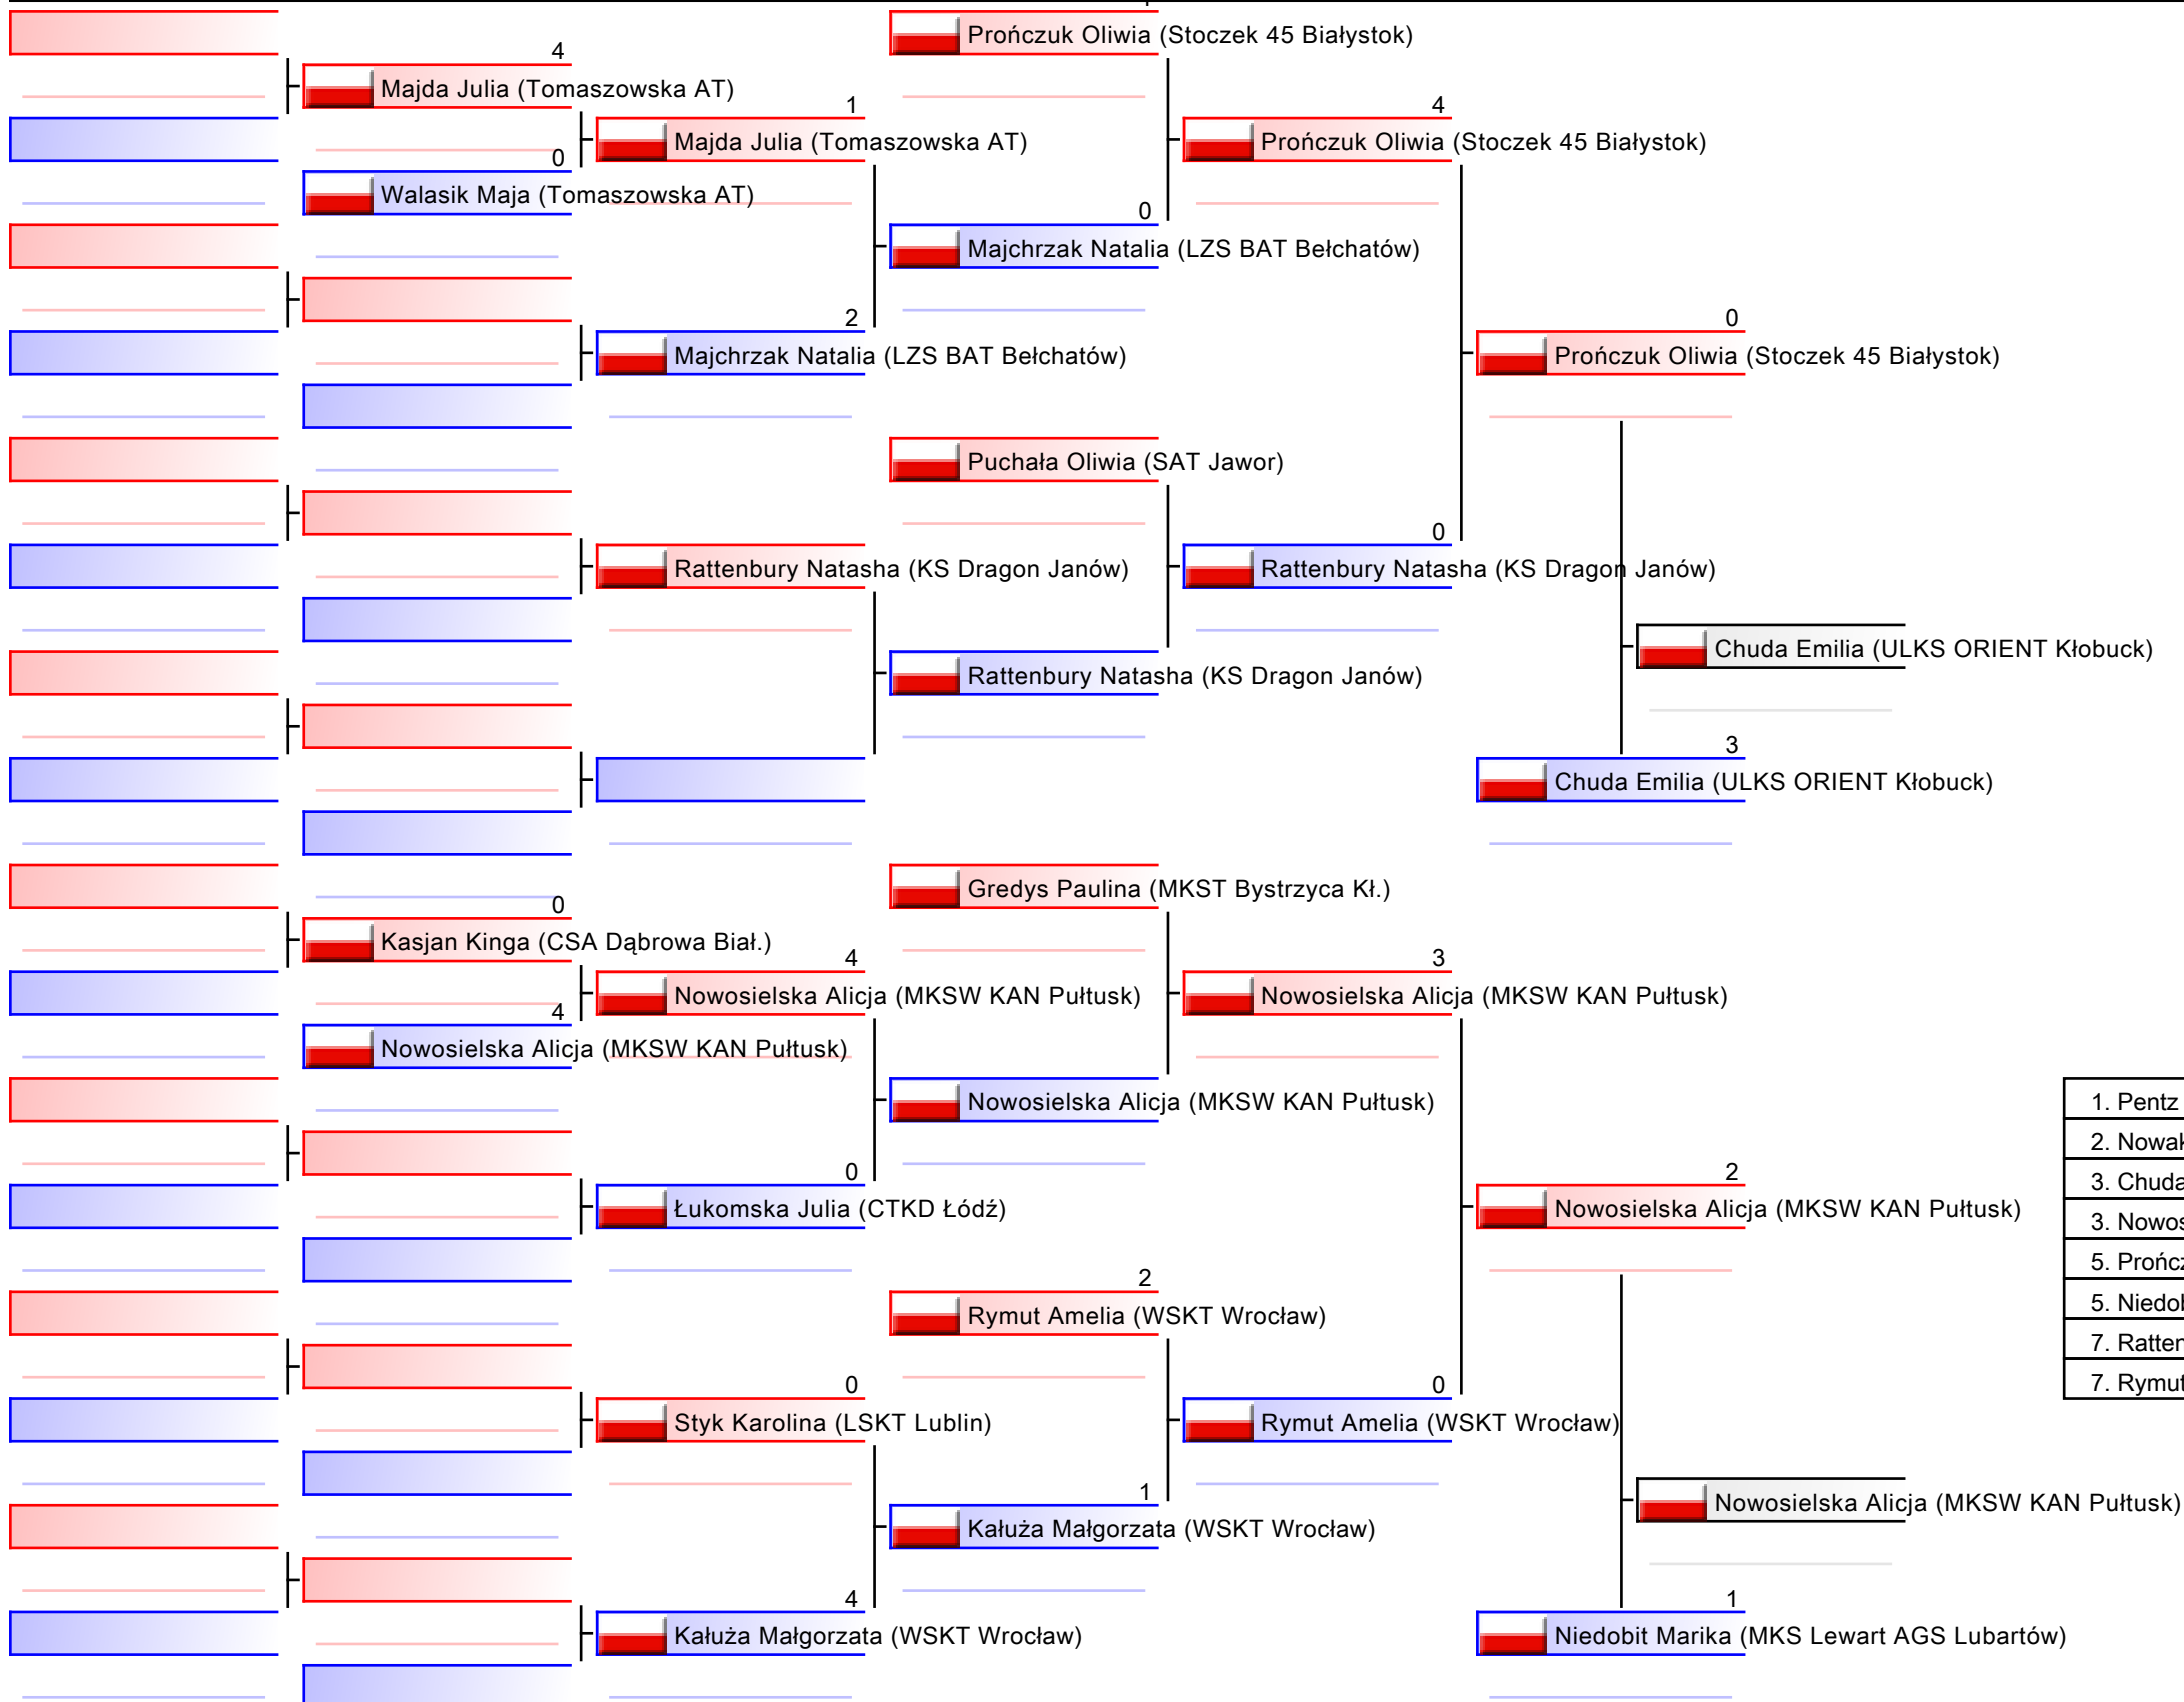 Prończuk Oliwia (Stoczek 45 Białystok)
4
Majda Julia (Tomaszowska AT)
1
4
Majda Julia (Tomaszowska AT)
Prończuk Oliwia (Stoczek 45 Białystok)
0
Walasik Maja (Tomaszowska AT)
0
Majchrzak Natalia (LZS BAT Bełchatów)
2
0
Majchrzak Natalia (LZS BAT Bełchatów)
Prończuk Oliwia (Stoczek 45 Białystok)
Puchała Oliwia (SAT Jawor)
0
Rattenbury Natasha (KS Dragon Janów)
Rattenbury Natasha (KS Dragon Janów)
Chuda Emilia (ULKS ORIENT Kłobuck)
Rattenbury Natasha (KS Dragon Janów)
3
Chuda Emilia (ULKS ORIENT Kłobuck)
Gredys Paulina (MKST Bystrzyca Kł.)
0
Kasjan Kinga (CSA Dąbrowa Biał.)
4
3
Nowosielska Alicja (MKSW KAN Pułtusk)
Nowosielska Alicja (MKSW KAN Pułtusk)
4
Nowosielska Alicja (MKSW KAN Pułtusk)
Nowosielska Alicja (MKSW KAN Pułtusk)
1. Pentz
2. Nowak
3. Chuda
0
2
Łukomska Julia (CTKD Łódź)
Nowosielska Alicja (MKSW KAN Pułtusk)
3. Nowos
5. Prończ
2
5. Niedob
Rymut Amelia (WSKT Wrocław)
7. Ratten
7. Rymut
0
0
Styk Karolina (LSKT Lublin)
Rymut Amelia (WSKT Wrocław)
1
Nowosielska Alicja (MKSW KAN Pułtusk)
Kałuża Małgorzata (WSKT Wrocław)
4
1
Kałuża Małgorzata (WSKT Wrocław)
Niedobit Marika (MKS Lewart AGS Lubartów)